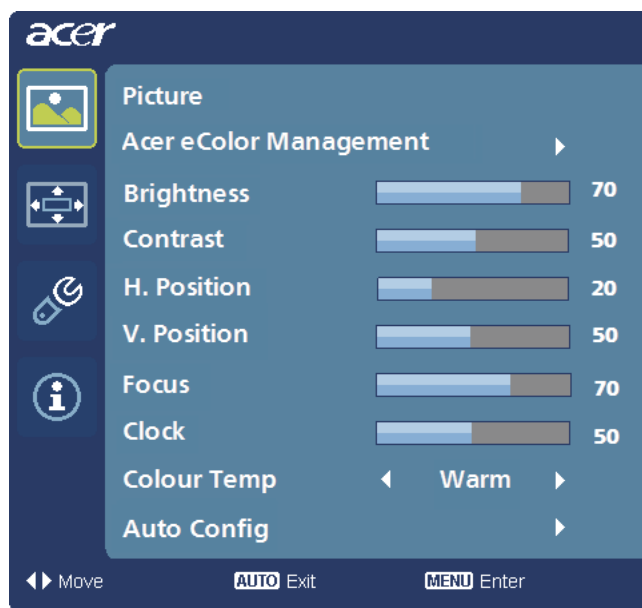 acer
Picture
Acer eColor Management
Brightness 70
Contrast 50
H. Position 20
V. Position 50
Focus 70
Clock 50
Colour Temp Warm
Auto Config
Move AUTO Exit MENU Enter